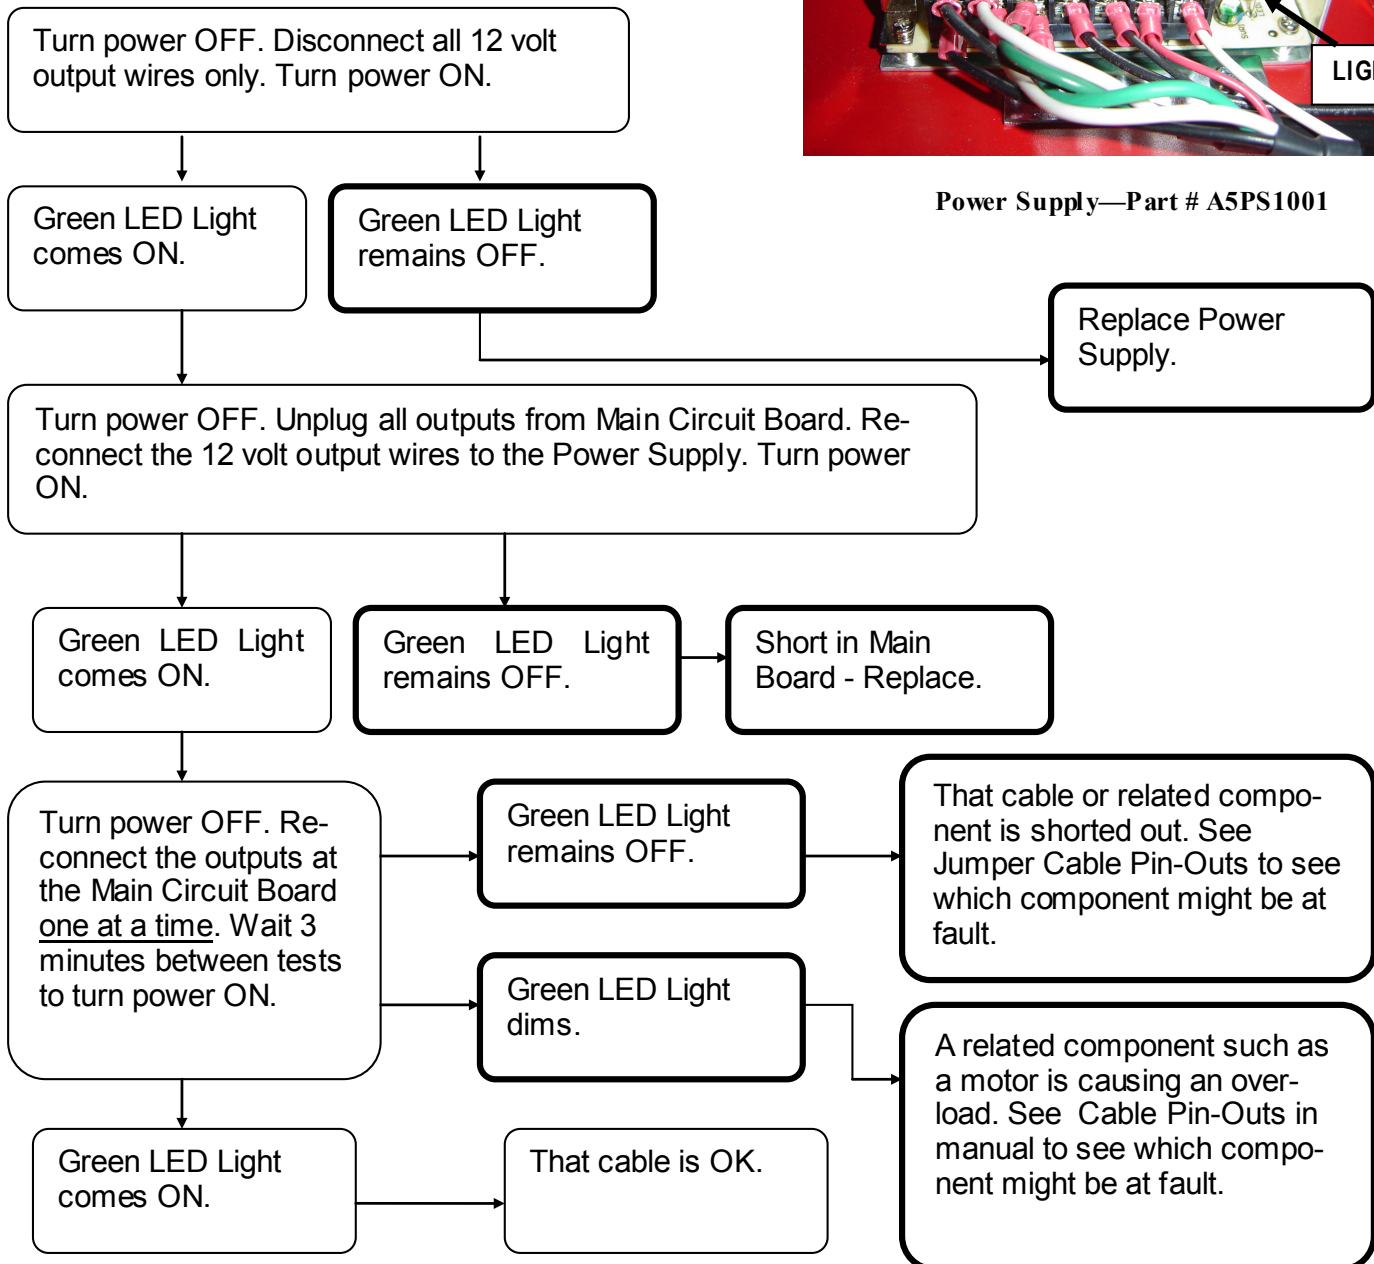 Turn power OFF. Disconnect all 12 volt
output wires only. Turn power ON.
Power Supply—Part # A5PS1001
Green LED Light
comes ON.
Green LED Light
remains OFF.
Replace Power
Supply.
Turn power OFF. Unplug all outputs from Main Circuit Board. Re-
connect the 12 volt output wires to the Power Supply. Turn power
ON.
Green LED Light
comes ON.
Green LED Light
remains OFF.
Short in Main
Board - Replace.
Turn power OFF. Re-
connect the outputs at
the Main Circuit Board
one at a time. Wait 3
minutes between tests
to turn power ON.
Green LED Light
remains OFF.
That cable or related compo-
nent is shorted out. See
Jumper Cable Pin-Outs to see
which component might be at
fault.
Green LED Light
dims.
A related component such as
a motor is causing an over-
load. See Cable Pin-Outs in
manual to see which compo-
nent might be at fault.
Green LED Light
comes ON.
That cable is OK.